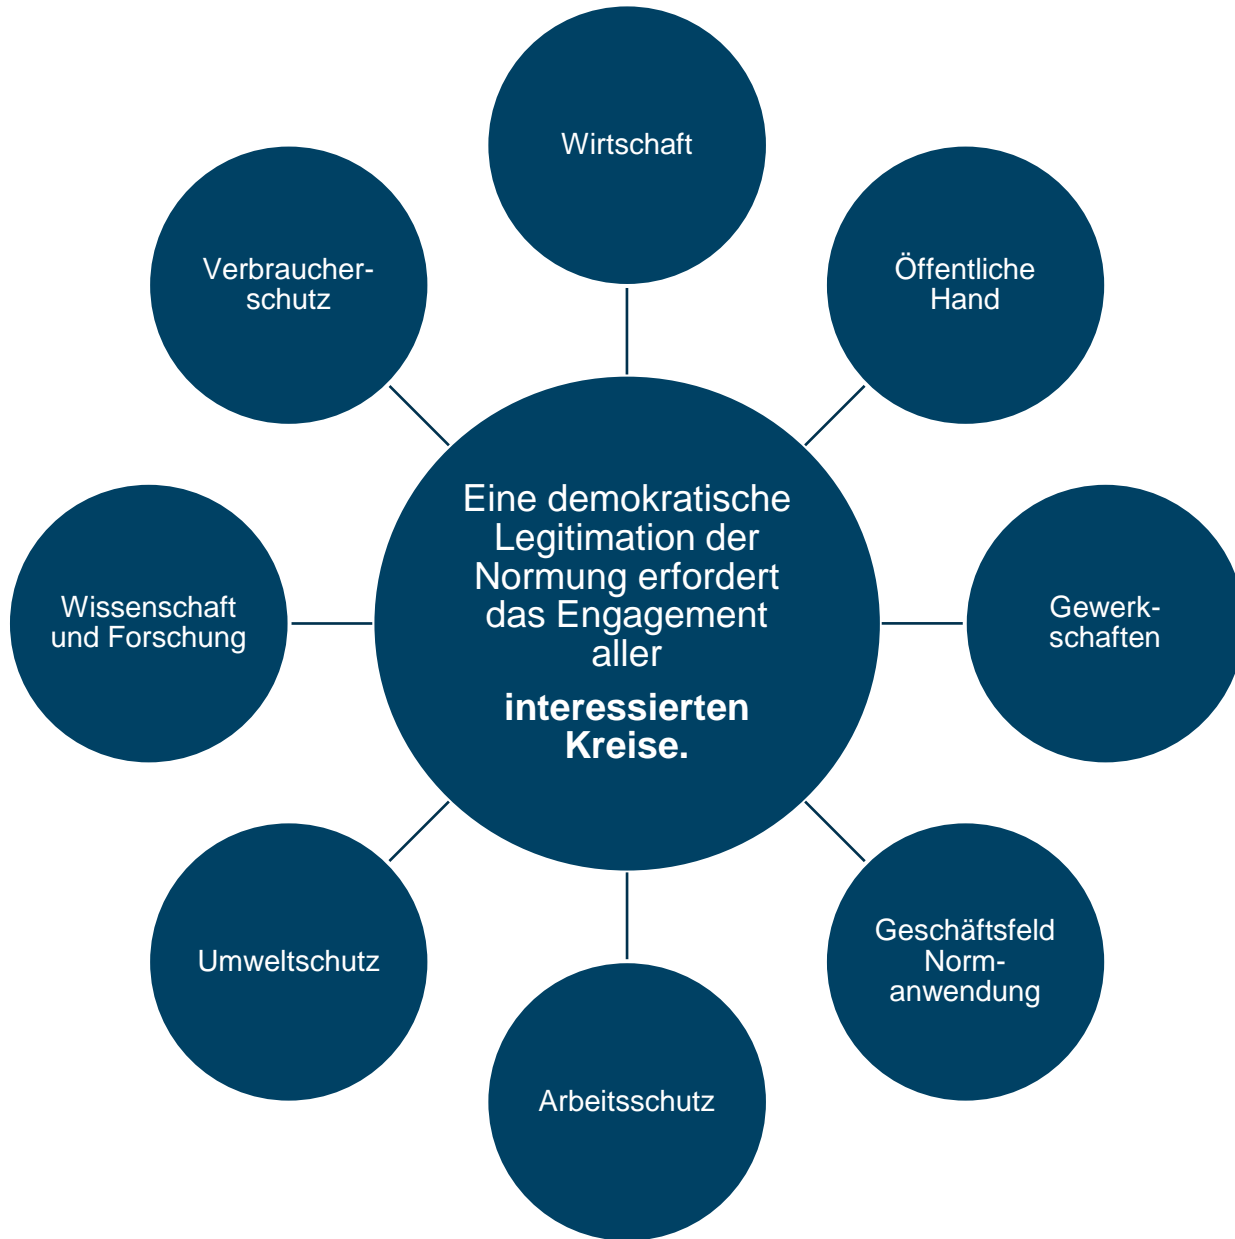 Wirtschaft
Öffentliche
Hand
Gewerk-
schaften
Geschäftsfeld
Norm-
anwendung
Arbeitsschutz
Umweltschutz
Wissenschaft
und Forschung
Verbraucher-
schutz
Eine demokratische
Legitimation der
Normung erfordert
das Engagement
aller
interessierten
Kreise.